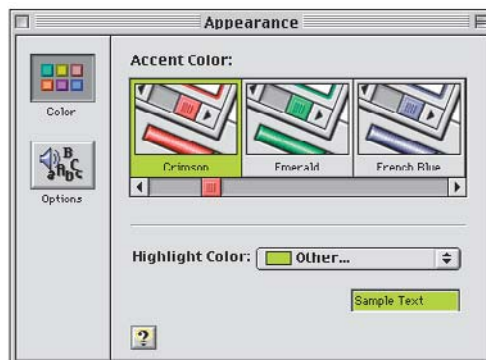 Appearance
Color
Options
Accent Color:
Crimson
Emerald
French Blue
Highlight Color:
Other...
Sample Text
?